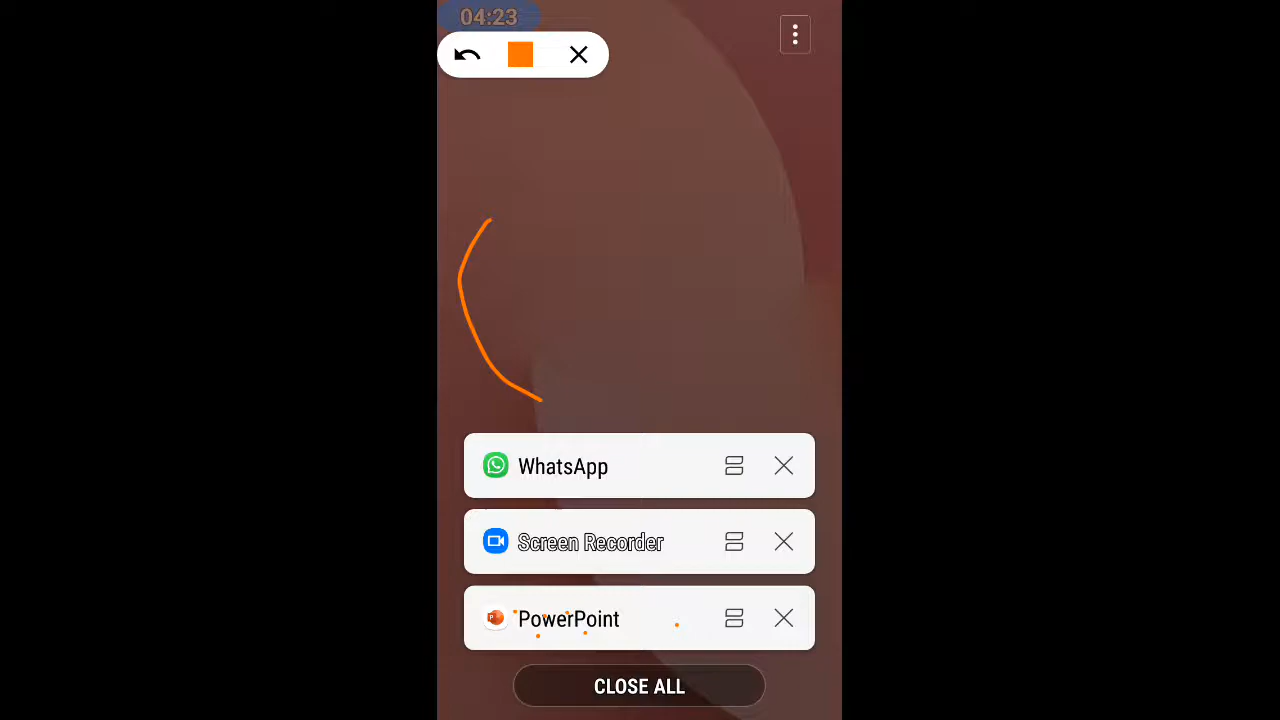 04:23
WhatsApp
Screen Recorder
PowerPoint
CLOSE ALL